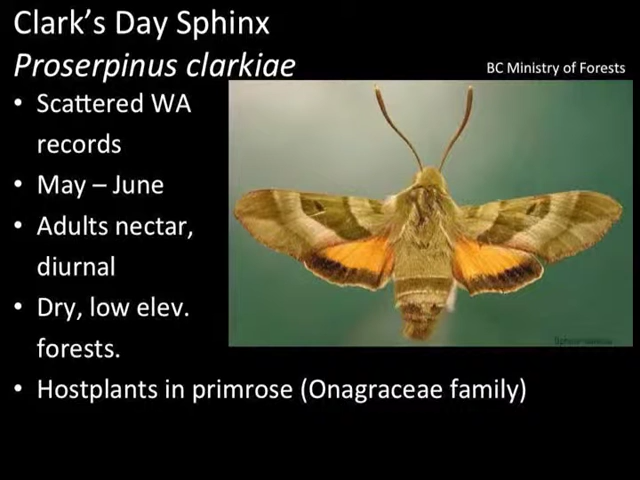 Clark's Day Sphinx
Proserpinus clarkiae
BC Ministry of Forests
• Scattered WA
records
• May – June
• Adults nectar,
diurnal
• Dry, low elev.
forests.
• Hostplants in primrose (Onagraceae family)